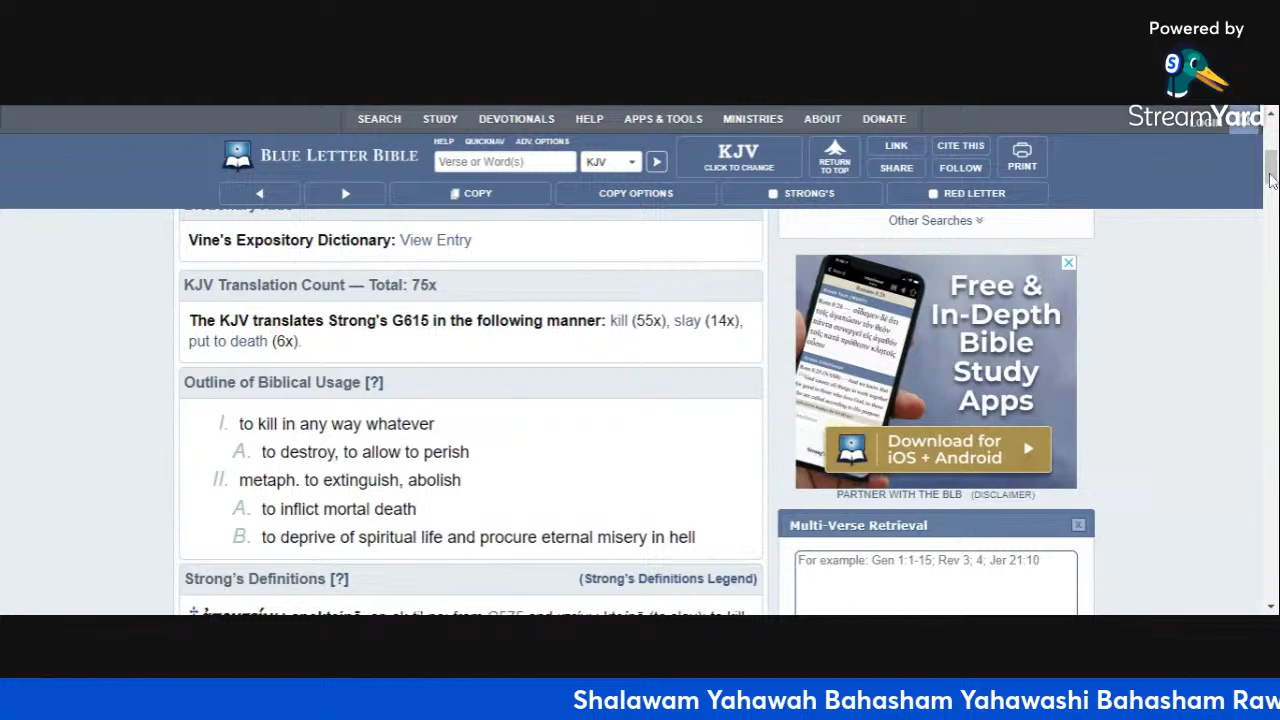 Powered by
S
StreamYard
SEARCH STUDY DEVOTIONALS HELP APPS & TOOLS MINISTRIES ABOUT DONATE
BLUE LETTER BIBLE
HELP QUICKNAV ADV. OPTIONS
Verse or Word(s)
KJV
KJV
CLICK TO CHANGE
RETURN
TO TOP
LINK
CITE THIS
SHARE
FOLLOW
PRINT
COPY
COPY OPTIONS
STRONG'S
RED LETTER
Vine's Expository Dictionary: View Entry
KJV Translation Count — Total: 75x
The KJV translates Strong's G615 in the following manner: kill (55x), slay (14x),
put to death (6x).
Outline of Biblical Usage [?]
I. to kill in any way whatever
A. to destroy, to allow to perish
II. metaph. to extinguish, abolish
A. to inflict mortal death
B. to deprive of spiritual life and procure eternal misery in hell
Strong's Definitions [?]
(Strong's Definitions Legend)
Other Searches
Free &
In-Depth
Bible
Study
Apps
Download for
iOS + Android
PARTNER WITH THE BLB (DISCLAIMER)
Multi-Verse Retrieval
For example: Gen 1:1-15; Rev 3; 4; Jer 21:10
Shalawam Yahawah Bahasham Yahawashi Bahasham Raw